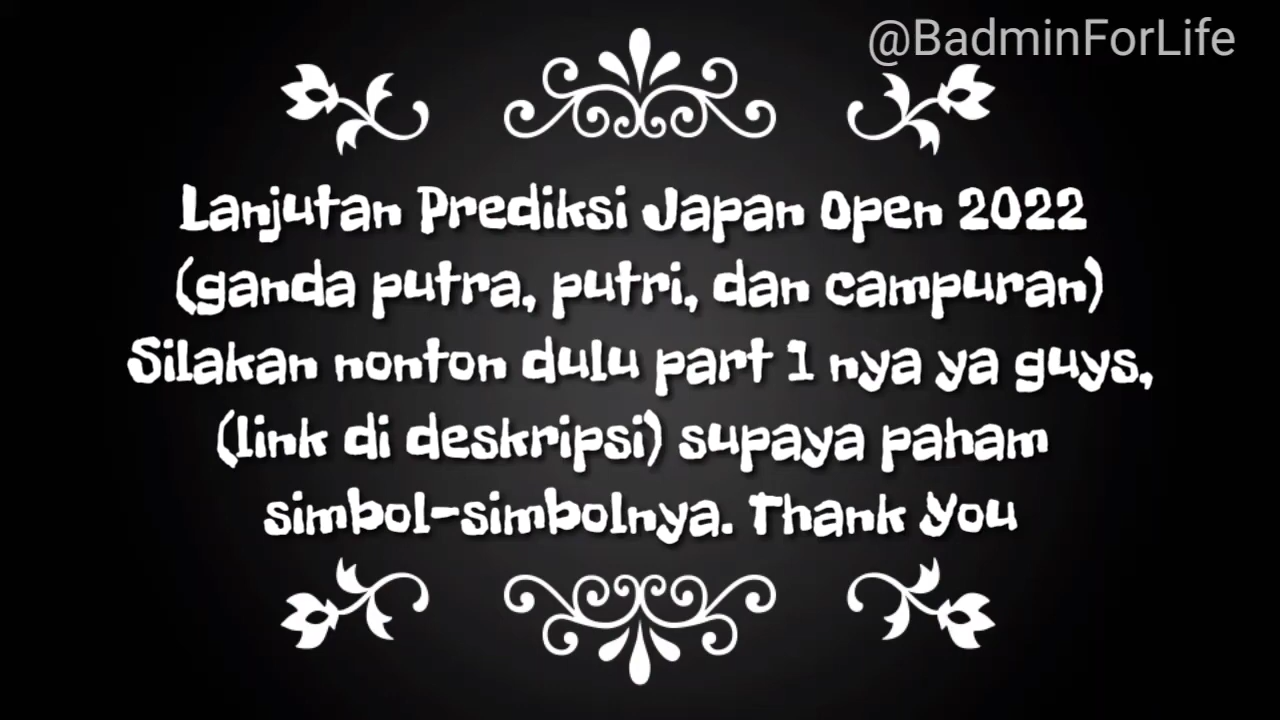 @BadminForLife
Lanjutan Prediksi Japan Open 2022
(ganda putra, putri, dan campuran)
Silakan nonton dulu part 1 nya ya guys,
(link di deskripsi) supaya paham
simbol-simbolnya. Thank You